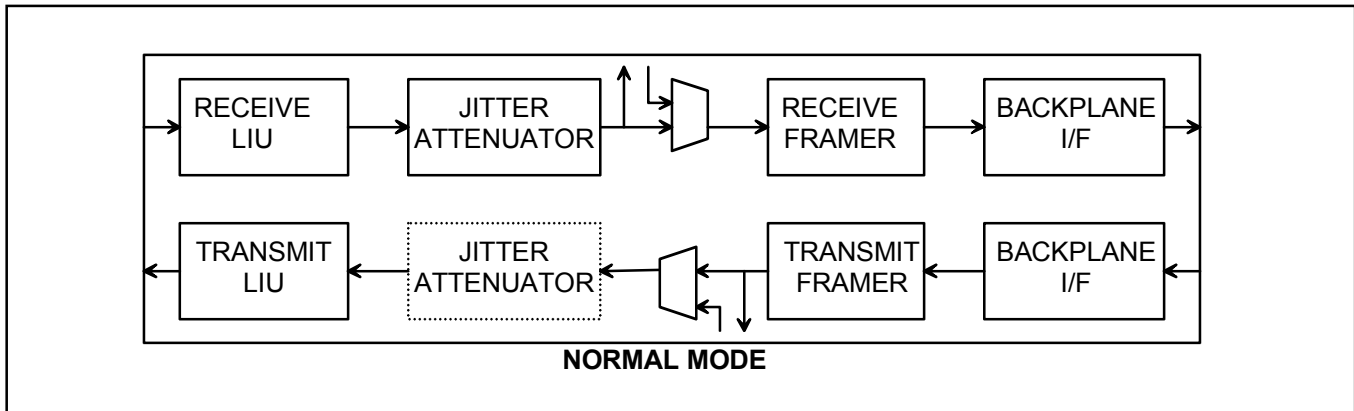 RECEIVE
LIU
JITTER
ATTENUATOR
RECEIVE
FRAMER
BACKPLANE
I/F
TRANSMIT
LIU
JITTER
ATTENUATOR
TRANSMIT
FRAMER
BACKPLANE
I/F
NORMAL MODE